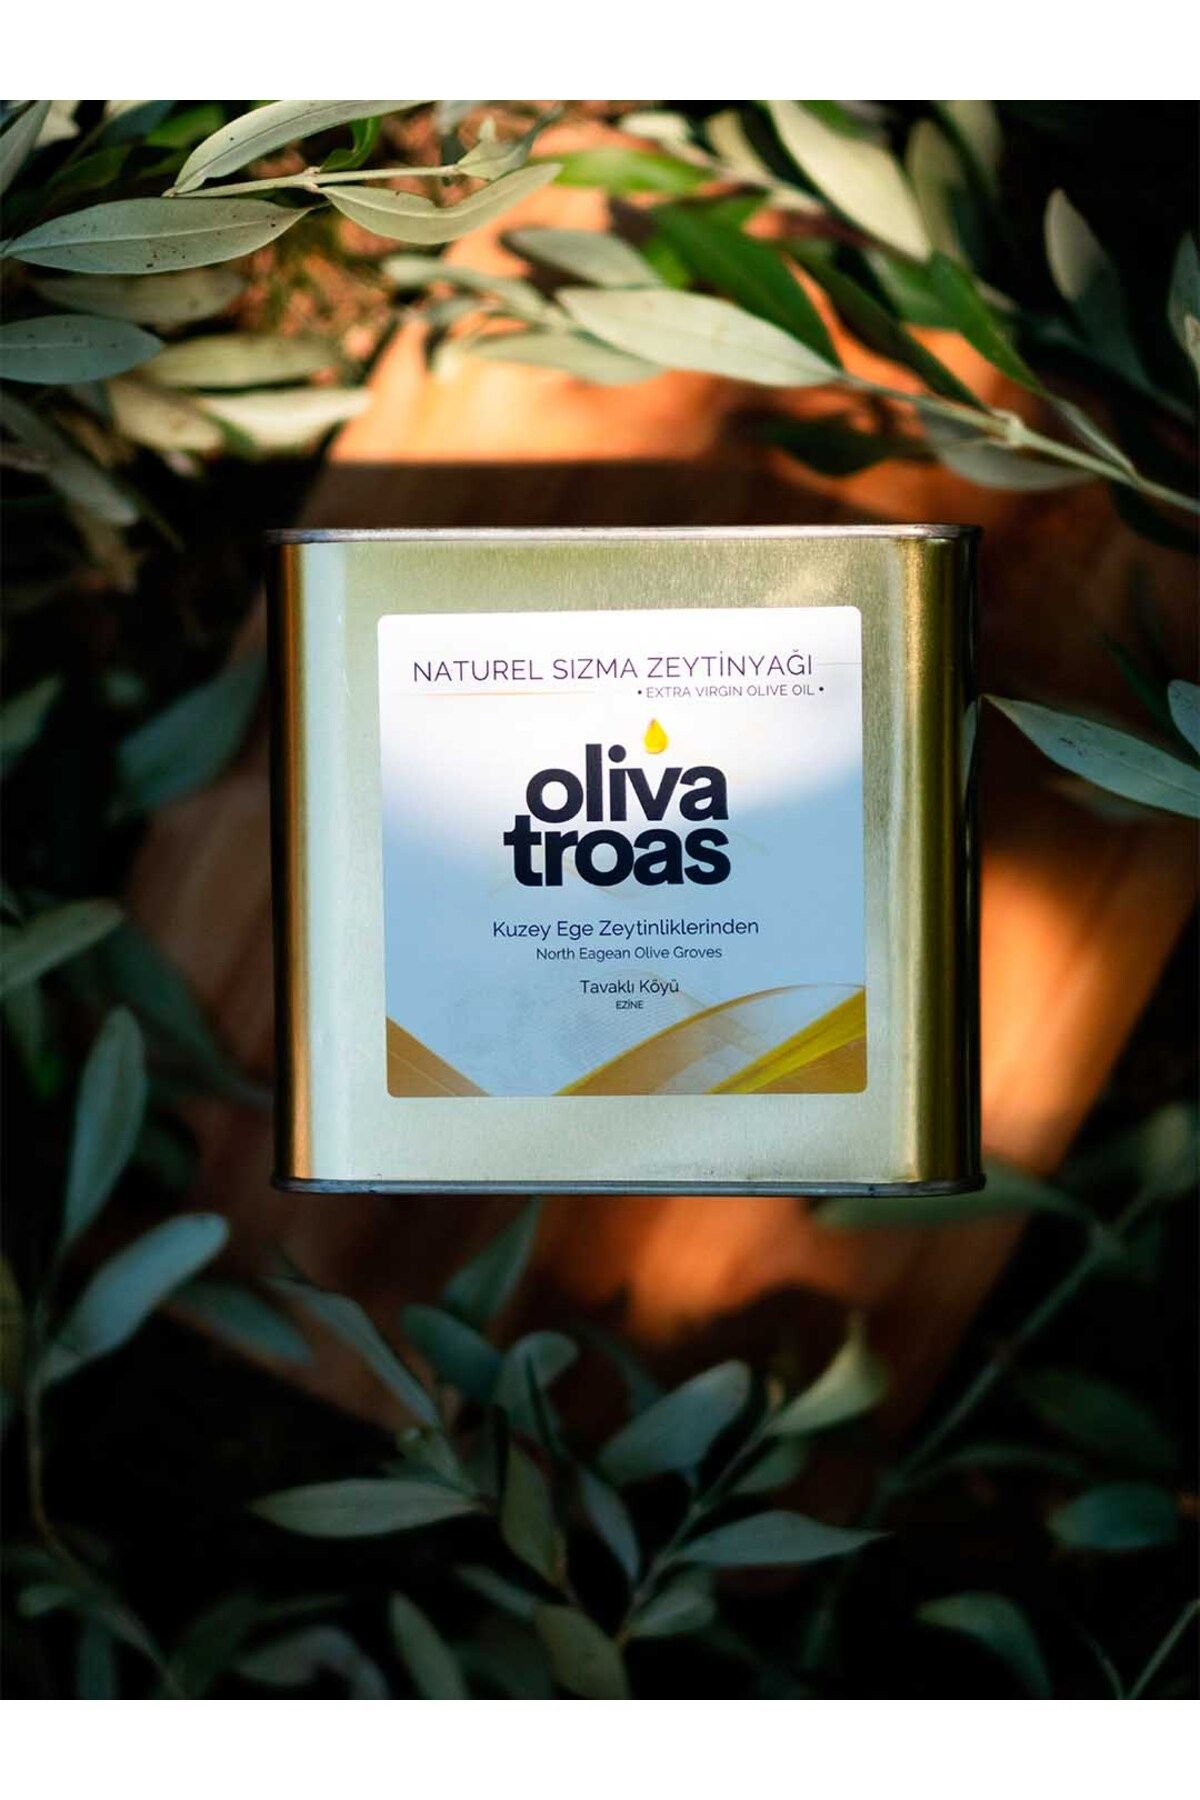 NATUREL SIZMA ZEYTİNYAĞI
• EXTRA VIRGIN OLIVE OIL •
oliva
troas
Kuzey Ege Zeytinliklerinden
North Eagean Olive Groves
Tavaklı Köyü
EZİNE